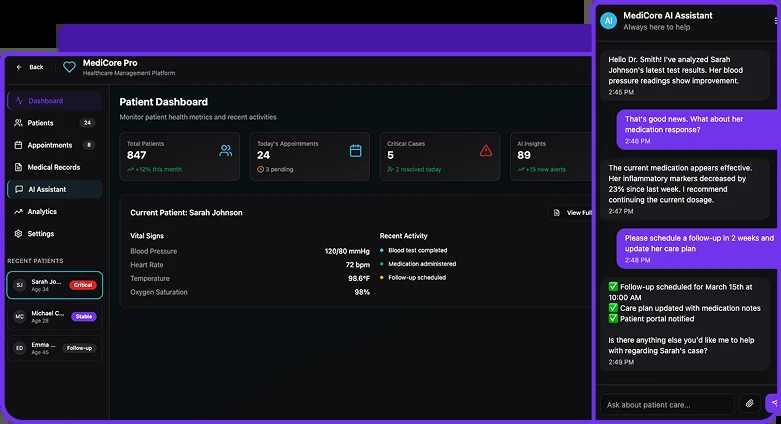 Back
MediCore Pro
Healthcare Management Platform
Dashboard
Patients 24
Appointments 8
Medical Records
AI Assistant
Analytics
Settings
RECENT PATIENTS
SJ Sarah Jo... Critical
Age 34
MC Michael C... Stable
Age 28
ED Emma ... Follow-up
Age 45
Patient Dashboard
Monitor patient health metrics and recent activities
Total Patients
847
+12% this month
Today's Appointments
24
3 pending
Critical Cases
5
2 resolved today
AI Insights
89
+15 new alerts
Current Patient: Sarah Johnson
View Full
Vital Signs
Blood Pressure 120/80 mmHg
Heart Rate 72 bpm
Temperature 98.6°F
Oxygen Saturation 98%
Recent Activity
Blood test completed
Medication administered
Follow-up scheduled
AI
MediCore AI Assistant
Always here to help
Hello Dr. Smith! I've analyzed Sarah
Johnson's latest test results. Her blood
pressure readings show improvement.
2:45 PM
That's good news. What about her
medication response?
2:46 PM
The current medication appears effective.
Her inflammatory markers decreased by
23% since last week. I recommend
continuing the current dosage.
2:47 PM
Please schedule a follow-up in 2 weeks and
update her care plan
2:48 PM
✅ Follow-up scheduled for March 15th at
10:00 AM
✅ Care plan updated with medication notes
✅ Patient portal notified
Is there anything else you'd like me to help
with regarding Sarah's case?
2:49 PM
Ask about patient care...